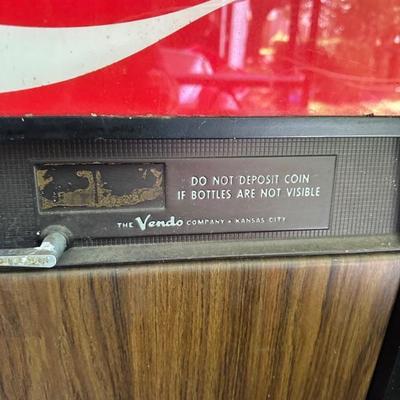 DO NOT DEPOSIT COIN
IF BOTTLES ARE NOT VISIBLE
THE Vendo COMPANY • KANSAS CITY